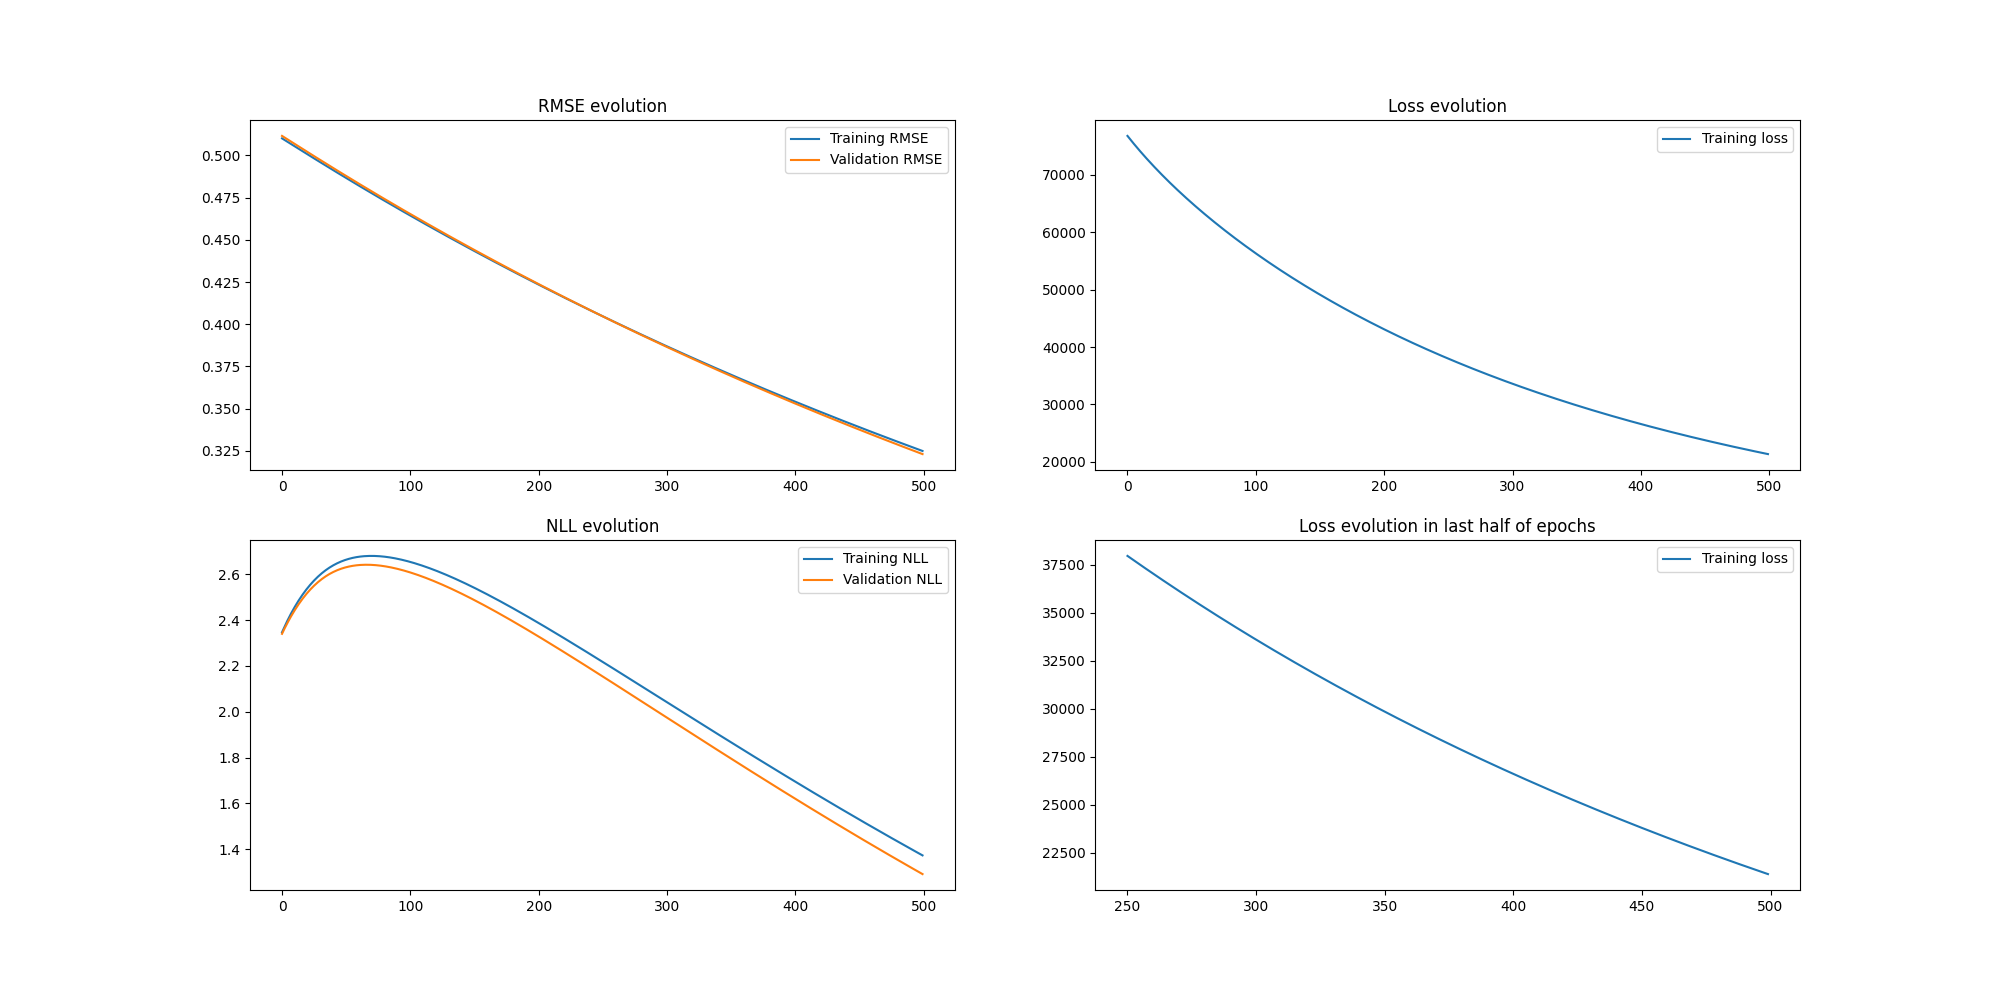 RMSE evolution
Training RMSE
Validation RMSE
0.500
0.475
0.450
0.425
0.400
0.375
0.350
0.325
0 100 200 300 400 500
Loss evolution
Training loss
70000
60000
50000
40000
30000
20000
0 100 200 300 400 500
NLL evolution
Training NLL
Validation NLL
2.6
2.4
2.2
2.0
1.8
1.6
1.4
0 100 200 300 400 500
Loss evolution in last half of epochs
Training loss
37500
35000
32500
30000
27500
25000
22500
250 300 350 400 450 500